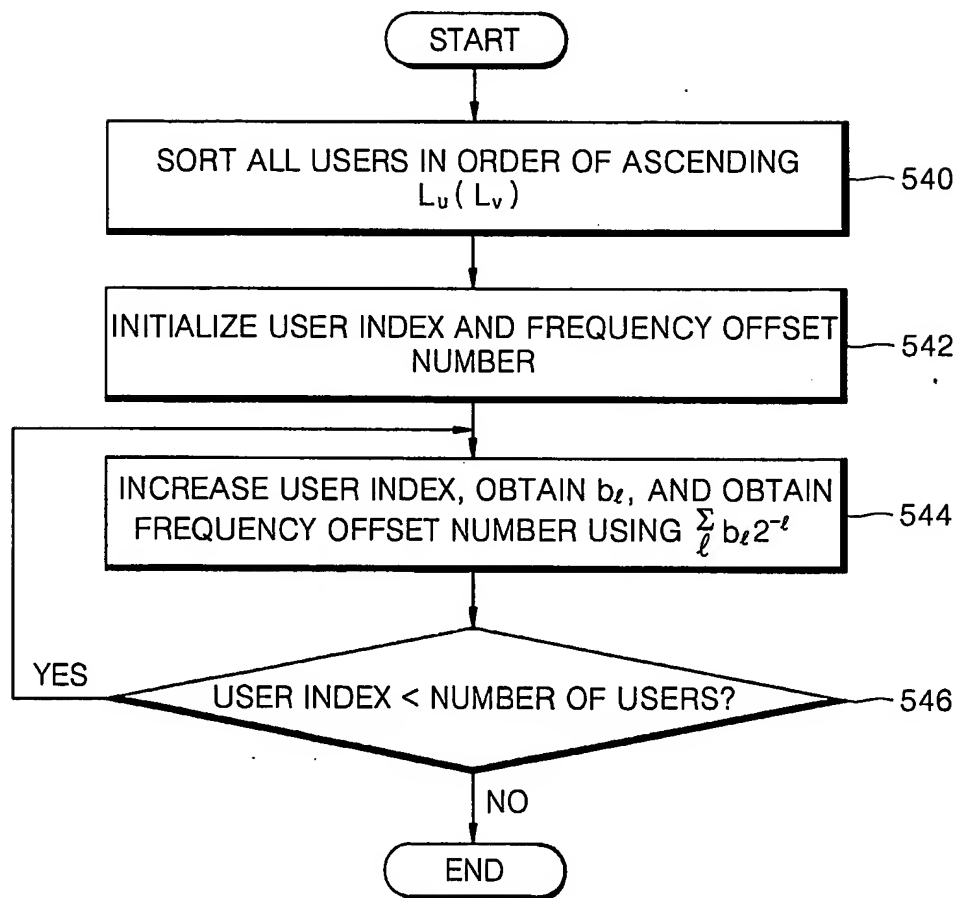 START
SORT ALL USERS IN ORDER OF ASCENDING
Lu( Lv)
540
INITIALIZE USER INDEX AND FREQUENCY OFFSET
NUMBER
542
INCREASE USER INDEX, OBTAIN bℓ, AND OBTAIN
FREQUENCY OFFSET NUMBER USING Σℓ bℓ2^-ℓ
544
YES
USER INDEX < NUMBER OF USERS?
546
NO
END